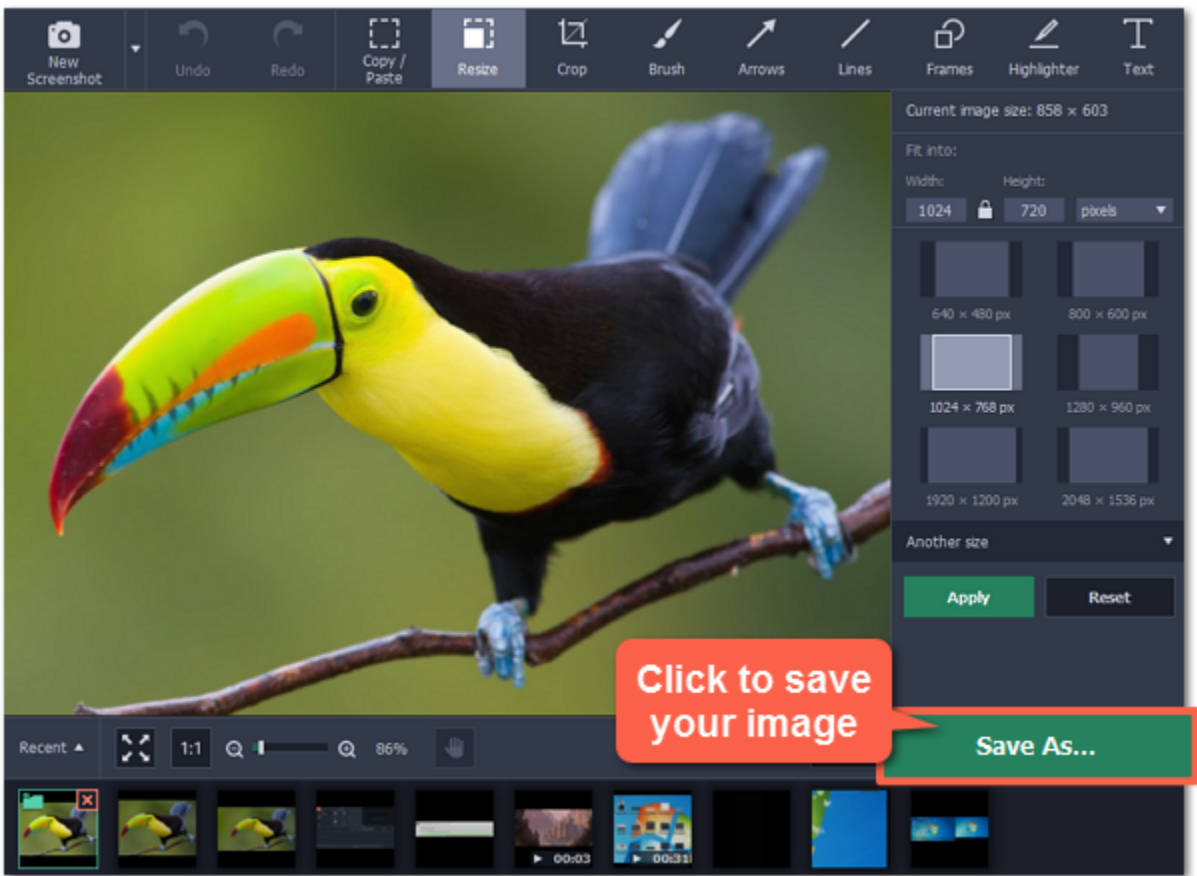 New
Screenshot
Undo
Redo
Copy /
Paste
Resize
Crop
Brush
Arrows
Lines
Frames
Highlighter
Text
Current image size: 858 × 603
Fit into:
Width:
Height:
1024
720
pixels
640 × 480 px
800 × 600 px
1024 × 768 px
1280 × 960 px
1920 × 1200 px
2048 × 1536 px
Another size
Apply
Reset
Click to save
your image
Recent
1:1
86%
Save As...
00:03
00:31